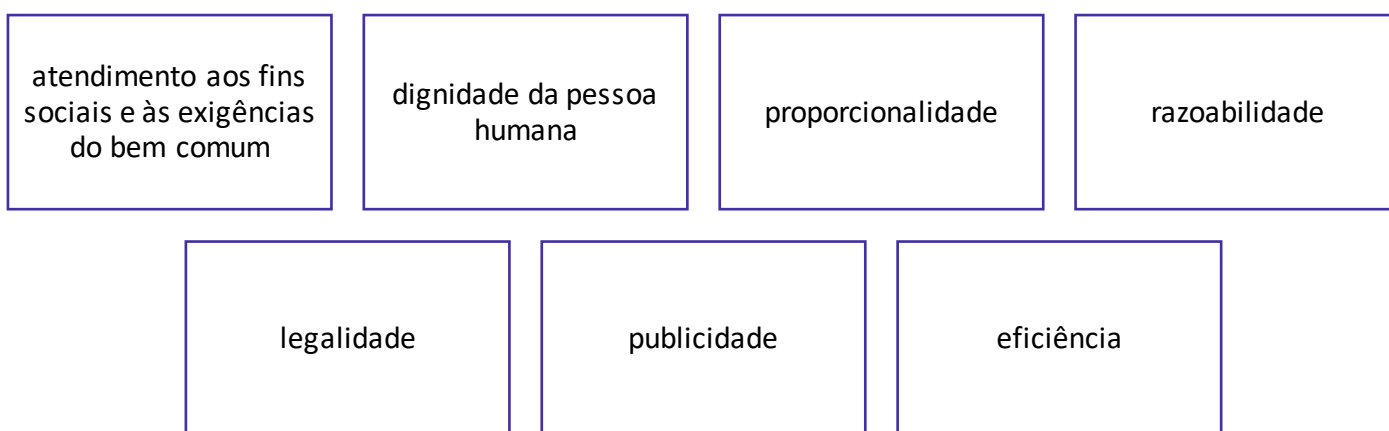 atendimento aos fins
sociais e às exigências
do bem comum
dignidade da pessoa
humana
proporcionalidade
razoabilidade
legalidade
publicidade
eficiência